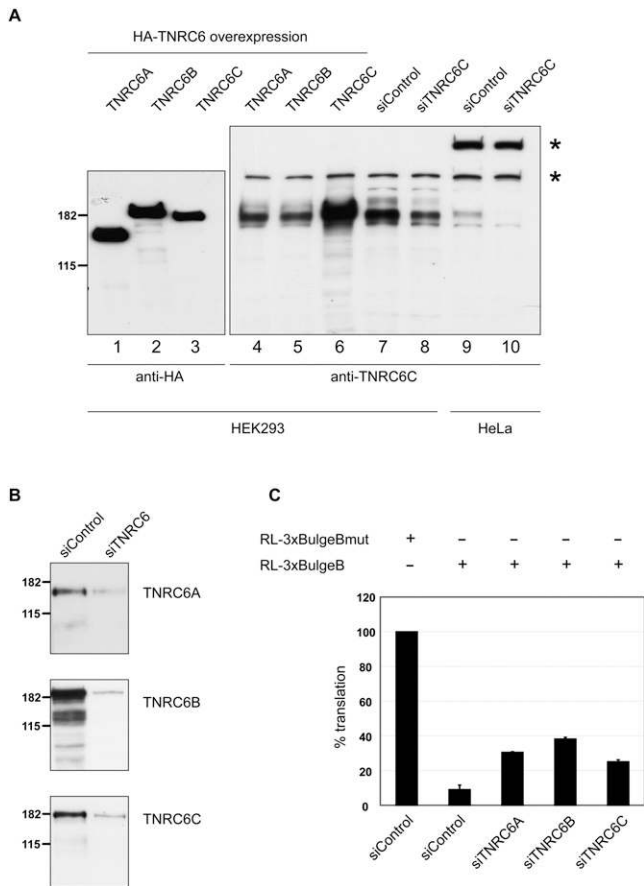 A
HA-TNRC6 overexpression
TNRC6A TNRC6B TNRC6C TNRC6A TNRC6B TNRC6C siControl siTNRC6C siControl siTNRC6C
*
*
182
115
1 2 3 4 5 6 7 8 9 10
anti-HA anti-TNRC6C
HEK293 HeLa
B
siControl siTNRC6
182
115
TNRC6A
182
115
TNRC6B
182
115
TNRC6C
C
RL-3xBulgeBmut + – – – –
RL-3xBulgeB – + + + +
% translation
120
100
80
60
40
20
0
siControl siControl siTNRC6A siTNRC6B siTNRC6C